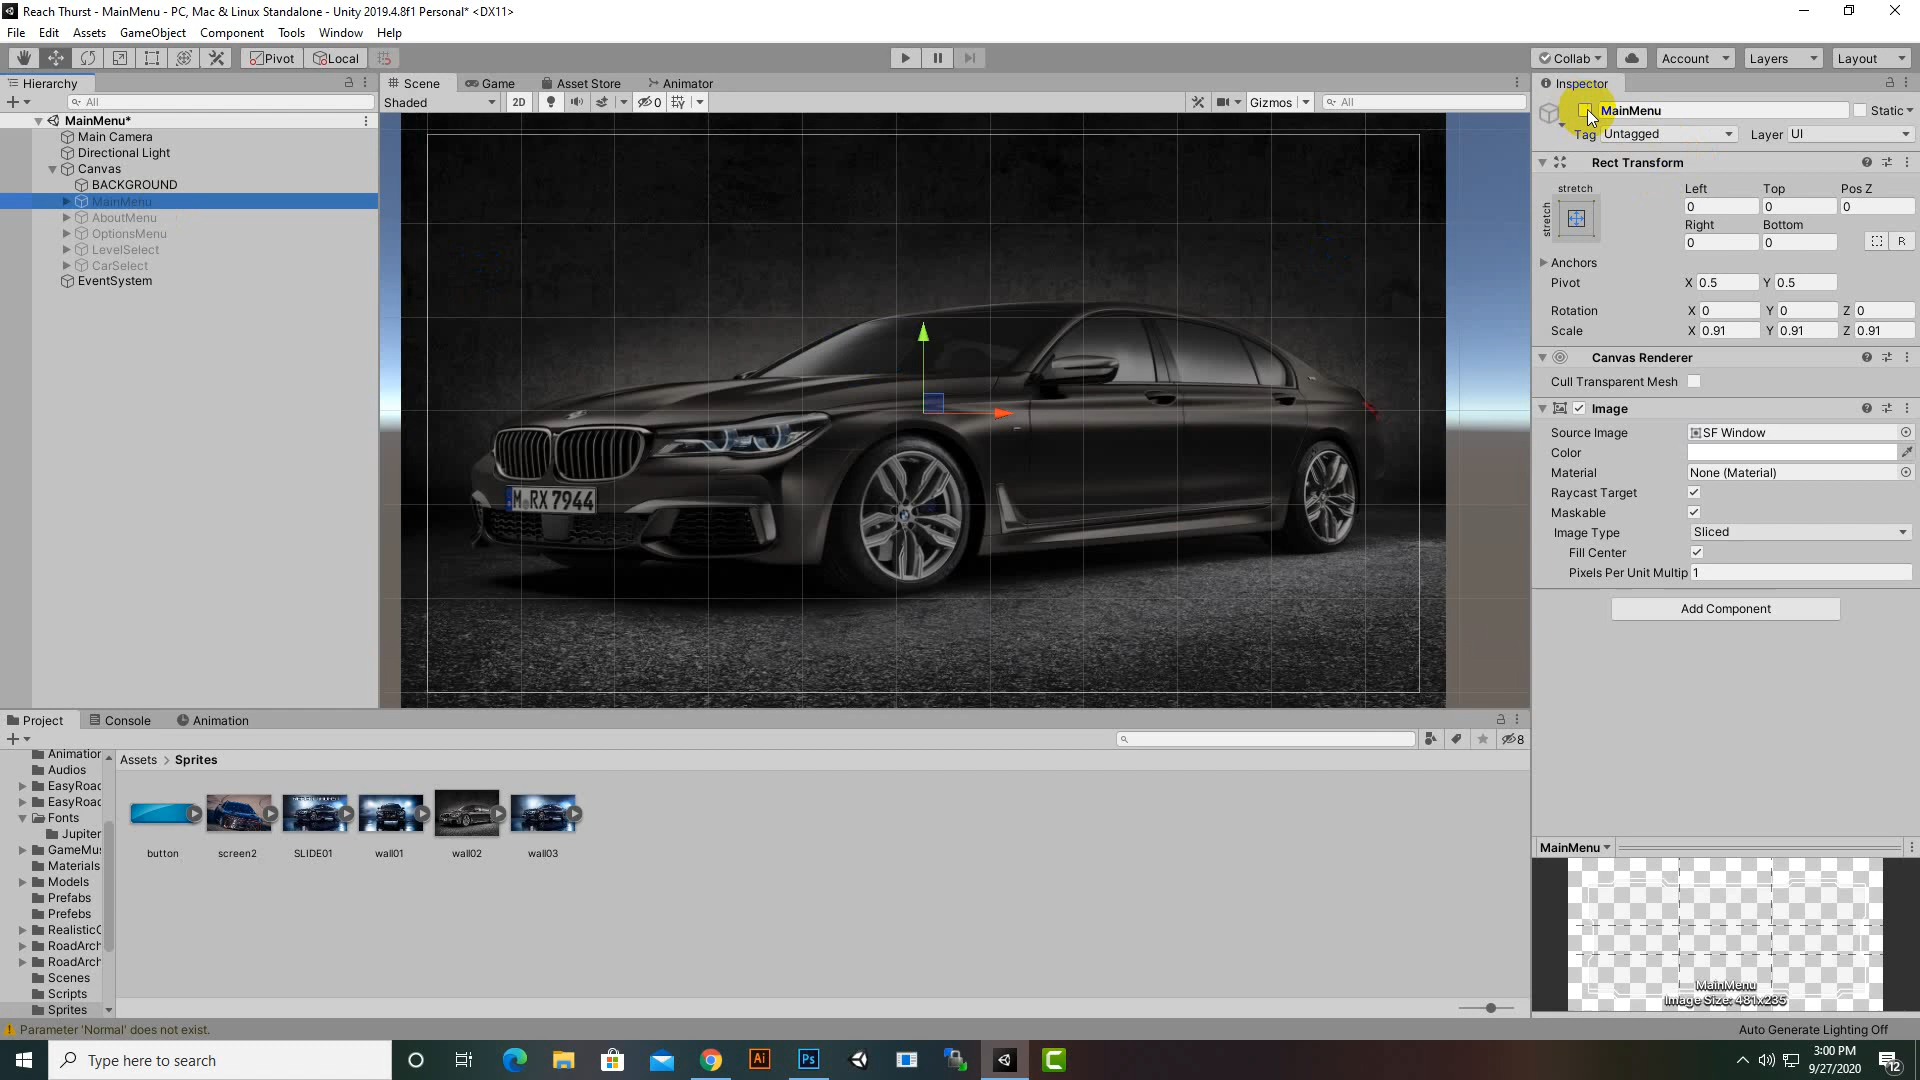 Reach Thurst - MainMenu - PC, Mac & Linux Standalone - Unity 2019.4.8f1 Personal* <DX11>
File Edit Assets GameObject Component Tools Window Help
Pivot Local Collab Account Layers Layout
Hierarchy
All
MainMenu*
Main Camera
Directional Light
Canvas
BACKGROUND
MainMenu
AboutMenu
OptionsMenu
LevelSelect
CarSelect
EventSystem
Scene Game Asset Store Animator
Shaded 2D 0 Gizmos All
M RX 7944
Inspector
MainMenu Static
Tag Untagged Layer UI
Rect Transform
stretch
stretch
Left Top Pos Z
0 0 0
Right Bottom
0 0 R
Anchors
Pivot X 0.5 Y 0.5
Rotation X 0 Y 0 Z 0
Scale X 0.91 Y 0.91 Z 0.91
Canvas Renderer
Cull Transparent Mesh
Image
Source Image SF Window
Color
Material None (Material)
Raycast Target
Maskable
Image Type Sliced
Fill Center
Pixels Per Unit Multip 1
Add Component
MainMenu
MainMenu
Image Size: 481x235
Project Console Animation
8
Animation
Audios
EasyRoad
EasyRoad
Fonts
Jupiter
GameMus
Materials
Models
Prefabs
Prefebs
RealisticC
RoadArch
RoadArch
Scenes
Scripts
Sprites
Assets > Sprites
button screen2 SLIDE01 wall01 wall02 wall03
Parameter 'Normal' does not exist.
Auto Generate Lighting Off
Type here to search
Ai
Ps
3:00 PM
9/27/2020
12